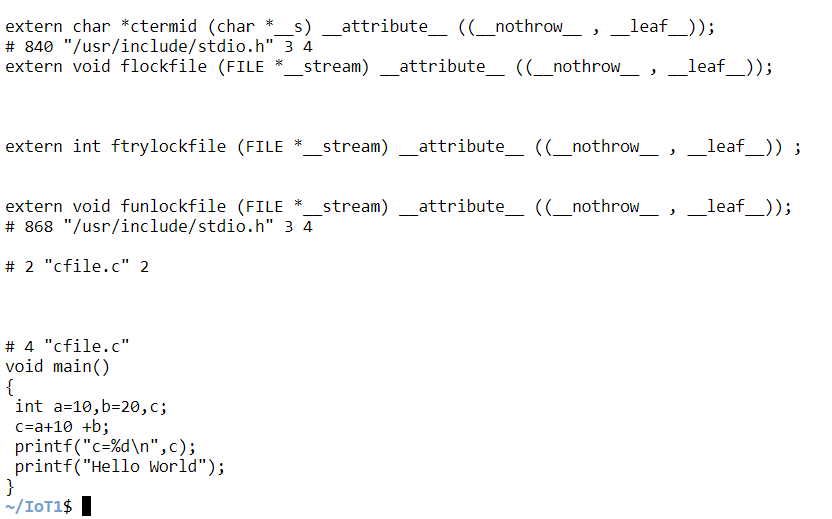 extern char *ctermid (char *__s) __attribute__ ((__nothrow__ , __leaf__));
# 840 "/usr/include/stdio.h" 3 4
extern void flockfile (FILE *__stream) __attribute__ ((__nothrow__ , __leaf__));
extern int ftrylockfile (FILE *__stream) __attribute__ ((__nothrow__ , __leaf__)) ;
extern void funlockfile (FILE *__stream) __attribute__ ((__nothrow__ , __leaf__));
# 868 "/usr/include/stdio.h" 3 4
# 2 "cfile.c" 2
# 4 "cfile.c"
void main()
{
 int a=10,b=20,c;
 c=a+10 +b;
 printf("c=%d\n",c);
 printf("Hello World");
}
~/IoT1$